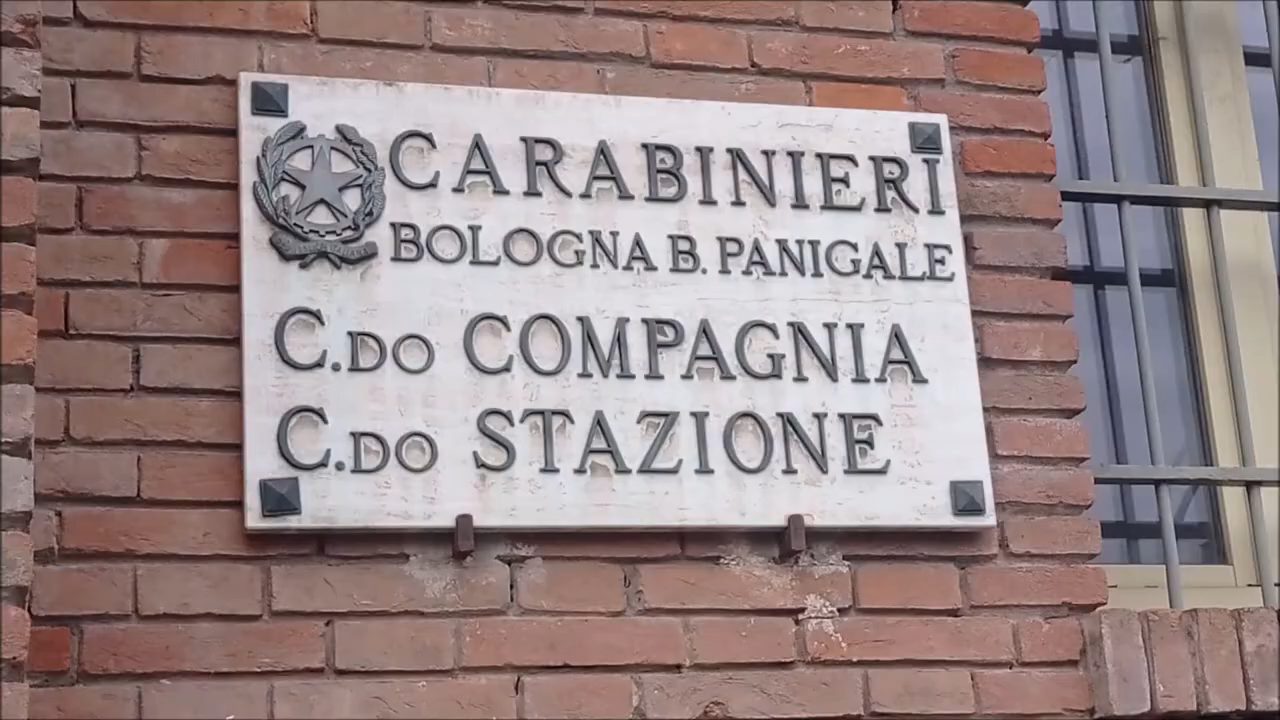 CARABINIERI
BOLOGNA B. PANIGALE
C.DO COMPAGNIA
C.DO STAZIONE